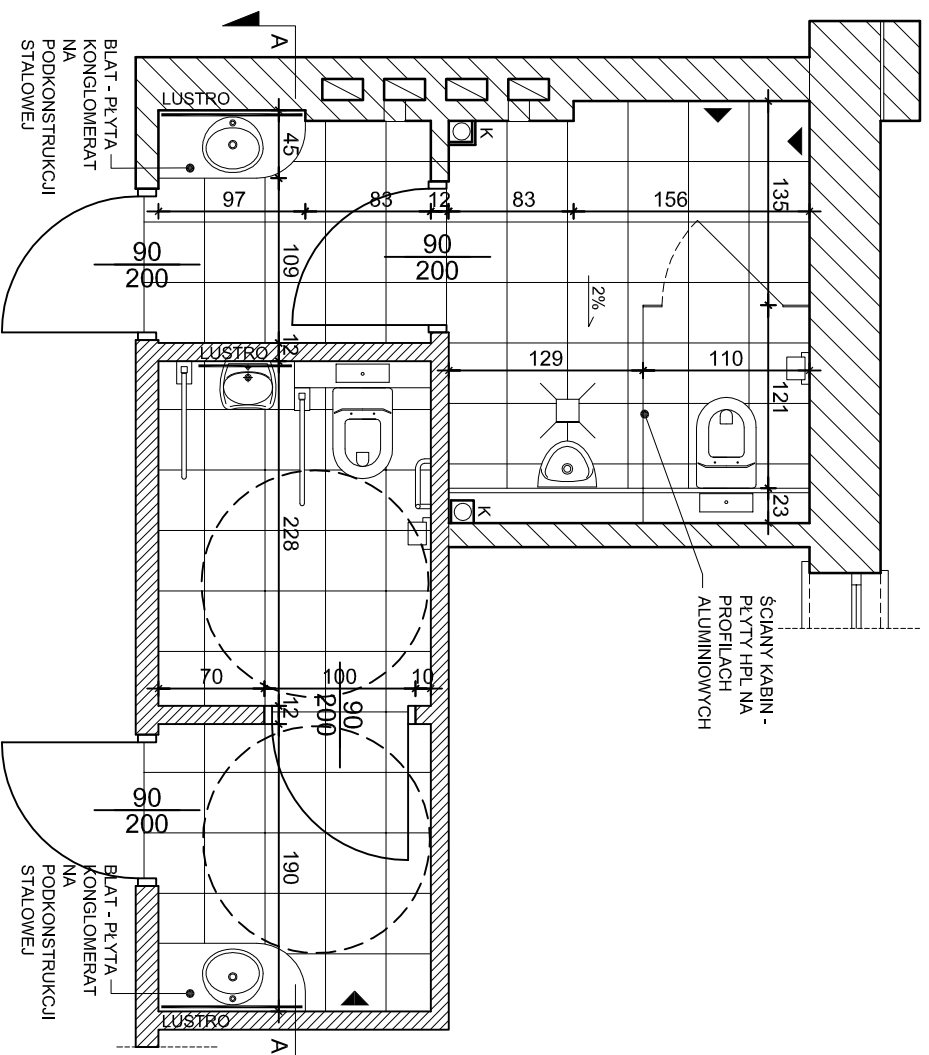 A
BLAT - PŁYTA
KONGLOMERAT
NA
PODKONSTRUKCJI
STALOWEJ
LUSTRO
45
K
97
83
12
83
156
135
90
200
109
90
200
2%
12
LUSTRO
129
110
121
23
K
228
ŚCIANY KABIN -
PŁYTY HPL NA
PROFILACH
ALUMINIOWYCH
70
100
10
12
90
200
90
200
190
BLAT - PŁYTA
KONGLOMERAT
NA
PODKONSTRUKCJI
STALOWEJ
LUSTRO
A